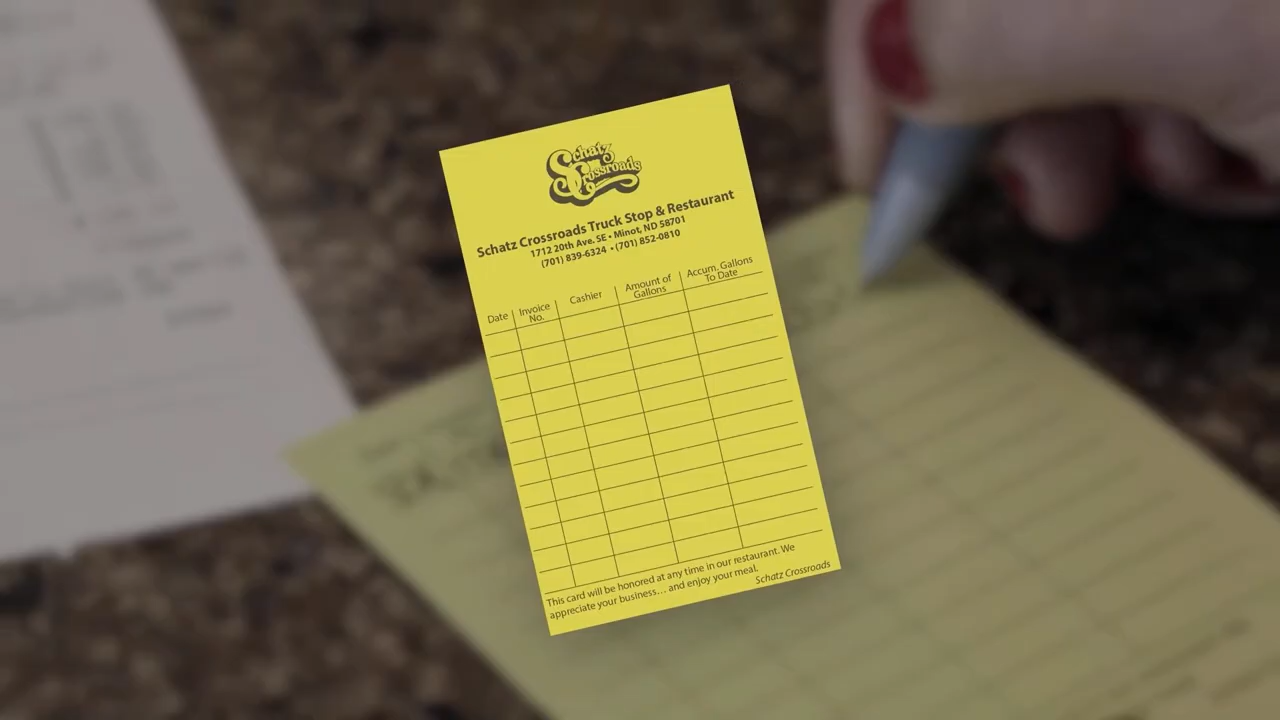 Schatz
Crossroads
Schatz Crossroads Truck Stop & Restaurant
1712 20th Ave. SE • Minot, ND 58701
(701) 839-6324 • (701) 852-0810
Date
Invoice
No.
Cashier
Amount of
Gallons
Accum. Gallons
To Date
This card will be honored at any time in our restaurant. We
appreciate your business... and enjoy your meal.
Schatz Crossroads